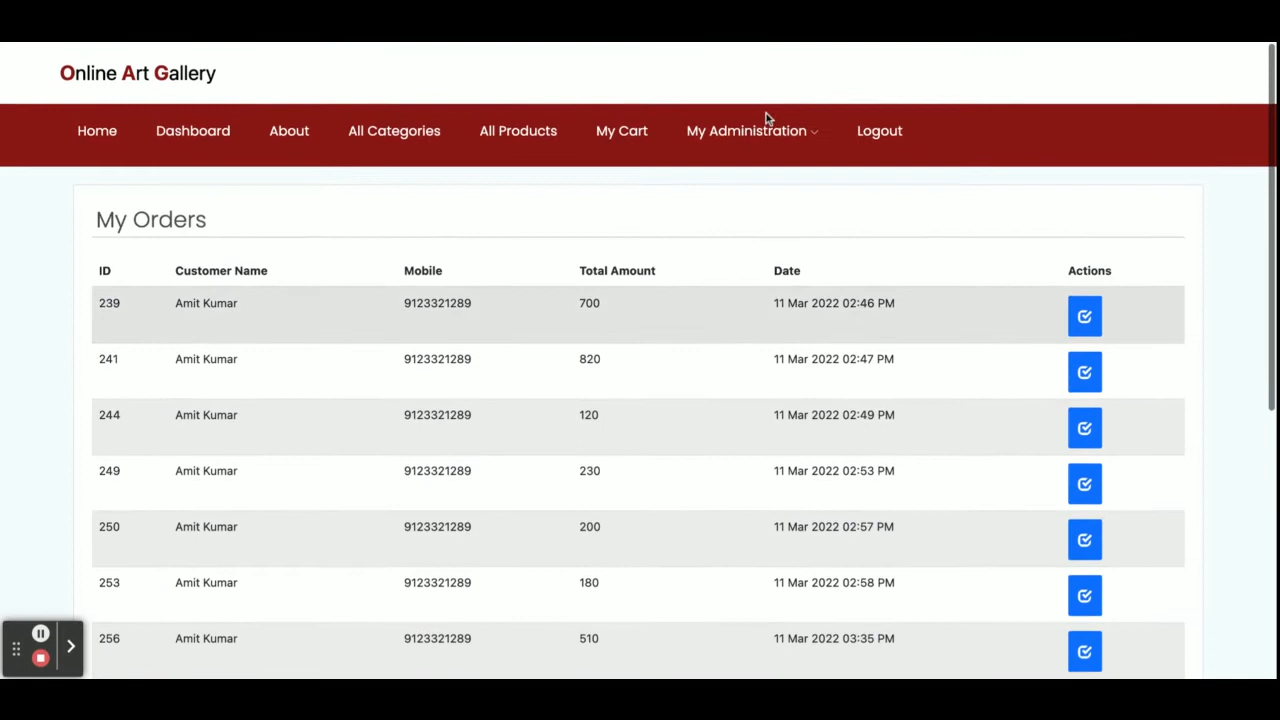 Online Art Gallery
Home Dashboard About All Categories All Products My Cart My Administration Logout
My Orders
ID Customer Name Mobile Total Amount Date Actions
239 Amit Kumar 9123321289 700 11 Mar 2022 02:46 PM
241 Amit Kumar 9123321289 820 11 Mar 2022 02:47 PM
244 Amit Kumar 9123321289 120 11 Mar 2022 02:49 PM
249 Amit Kumar 9123321289 230 11 Mar 2022 02:53 PM
250 Amit Kumar 9123321289 200 11 Mar 2022 02:57 PM
253 Amit Kumar 9123321289 180 11 Mar 2022 02:58 PM
256 Amit Kumar 9123321289 510 11 Mar 2022 03:35 PM